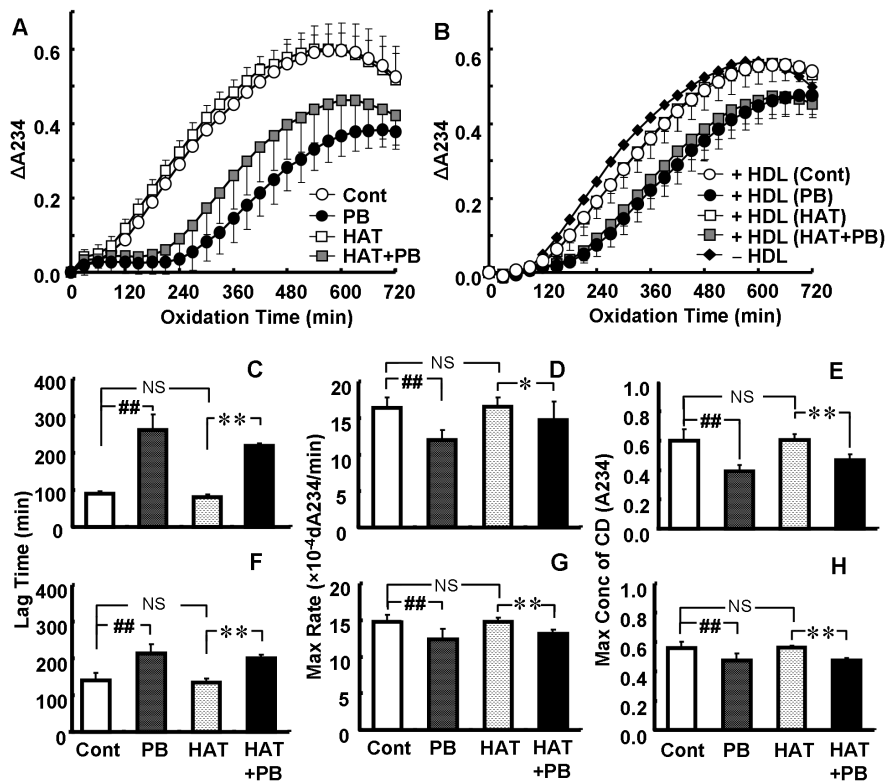 A
0.6
0.4
0.2
0.0
ΔA234
0
120
240
360
480
600
720
Oxidation Time (min)
Cont
PB
HAT
HAT+PB
B
0.6
0.4
0.2
0.0
ΔA234
0
120
240
360
480
600
720
Oxidation Time (min)
+ HDL (Cont)
+ HDL (PB)
+ HDL (HAT)
+ HDL (HAT+PB)
– HDL
C
400
300
200
100
0
NS
##
**
Lag Time (min)
D
20
15
10
5
0
NS
##
*
Max Rate (×10-4dA234/min)
E
1.0
0.8
0.6
0.4
0.2
0.0
NS
##
**
Max Conc of CD (A234)
F
400
300
200
100
0
NS
##
**
Cont
PB
HAT
HAT
+PB
G
20
15
10
5
0
NS
##
**
Cont
PB
HAT
HAT
+PB
H
1.0
0.8
0.6
0.4
0.2
0.0
NS
##
**
Cont
PB
HAT
HAT
+PB